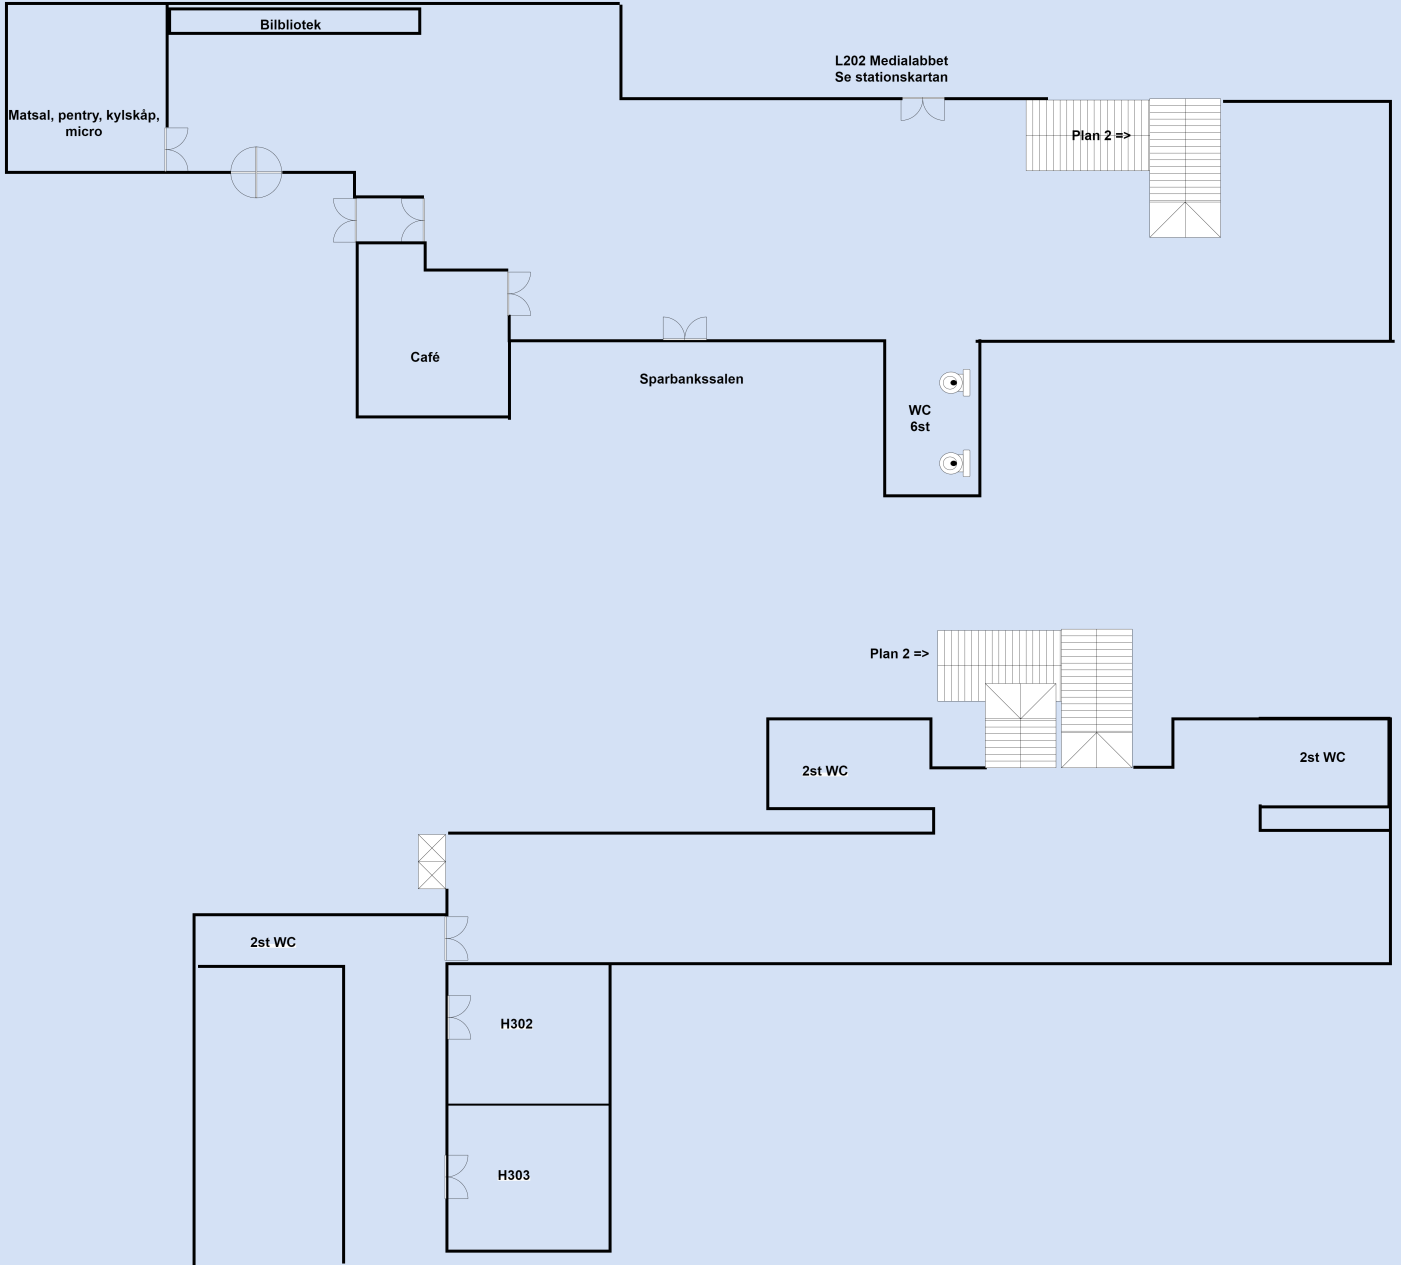 Bilbliotek
L202 Medialabbet
Se stationskartan
Matsal, pentry, kylskåp,
micro
Plan 2 =>
Café
Sparbankssalen
WC
6st
Plan 2 =>
2st WC
2st WC
2st WC
H302
H303